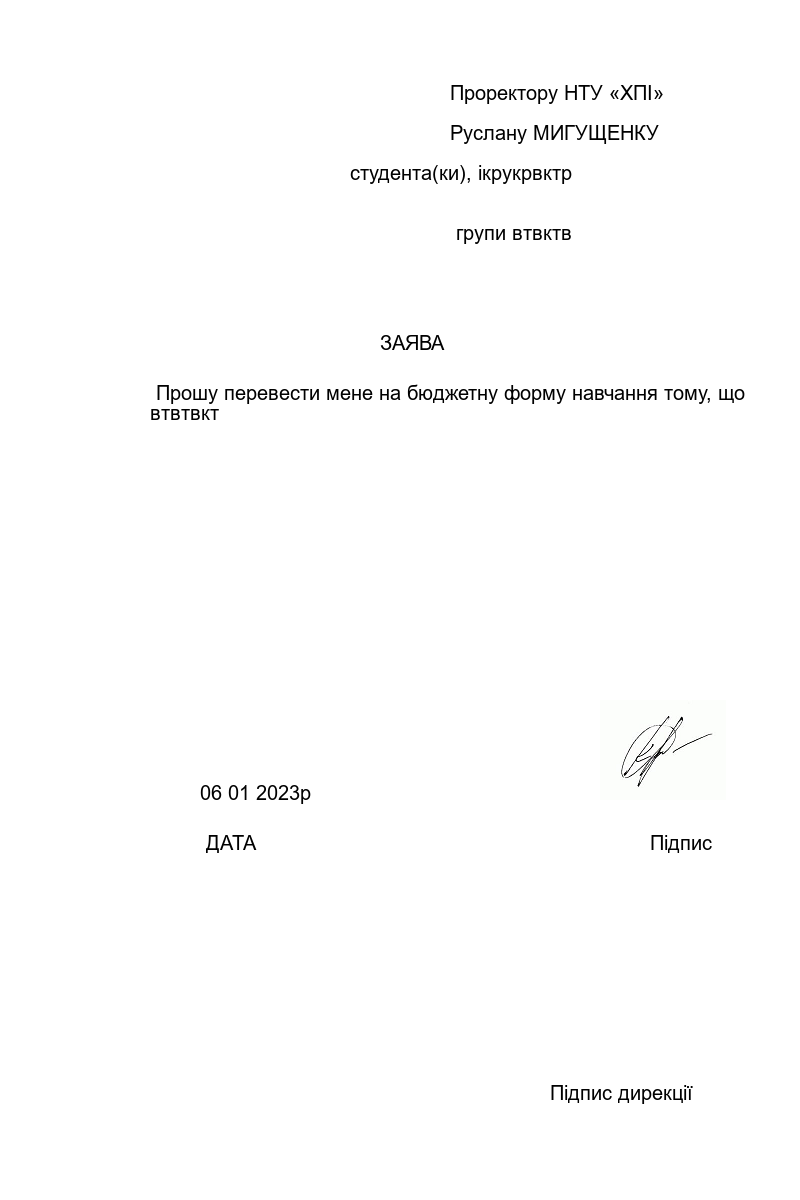 Проректору НТУ «ХПІ»
Руслану МИГУЩЕНКУ
студента(ки), ікрукрвктр
групи втвктв
ЗАЯВА
Прошу перевести мене на бюджетну форму навчання тому, що
втвтвкт
06 01 2023р
ДАТА
Підпис
Підпис дирекції